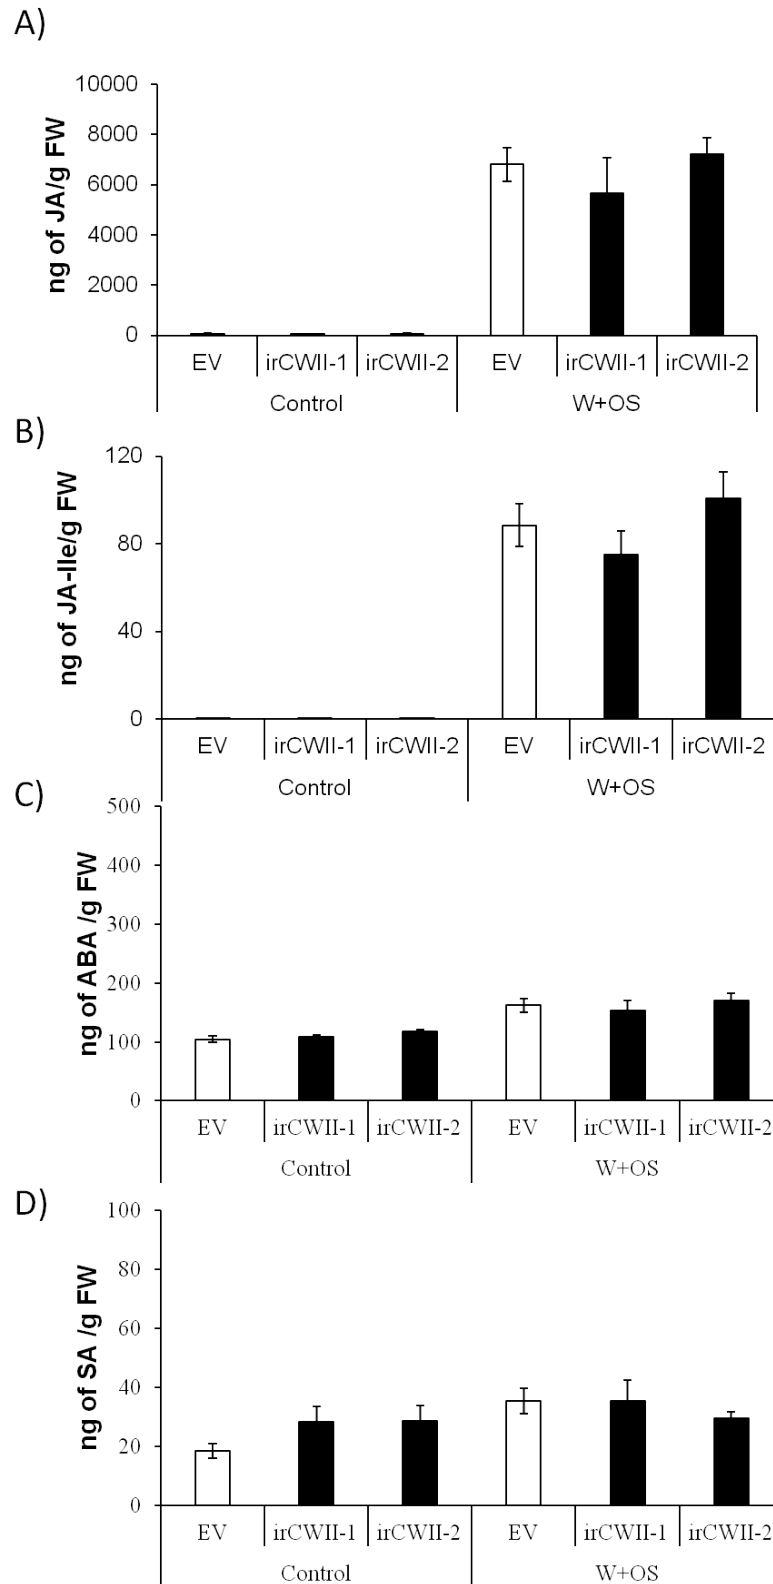 A)
ng of JA/g FW
10000
8000
6000
4000
2000
0
EV irCWII-1 irCWII-2 EV irCWII-1 irCWII-2
Control W+OS
B)
ng of JA-Ile/g FW
120
80
40
0
EV irCWII-1 irCWII-2 EV irCWII-1 irCWII-2
Control W+OS
C)
ng of ABA /g FW
500
400
300
200
100
0
EV irCWII-1 irCWII-2 EV irCWII-1 irCWII-2
Control W+OS
D)
ng of SA /g FW
100
80
60
40
20
0
EV irCWII-1 irCWII-2 EV irCWII-1 irCWII-2
Control W+OS